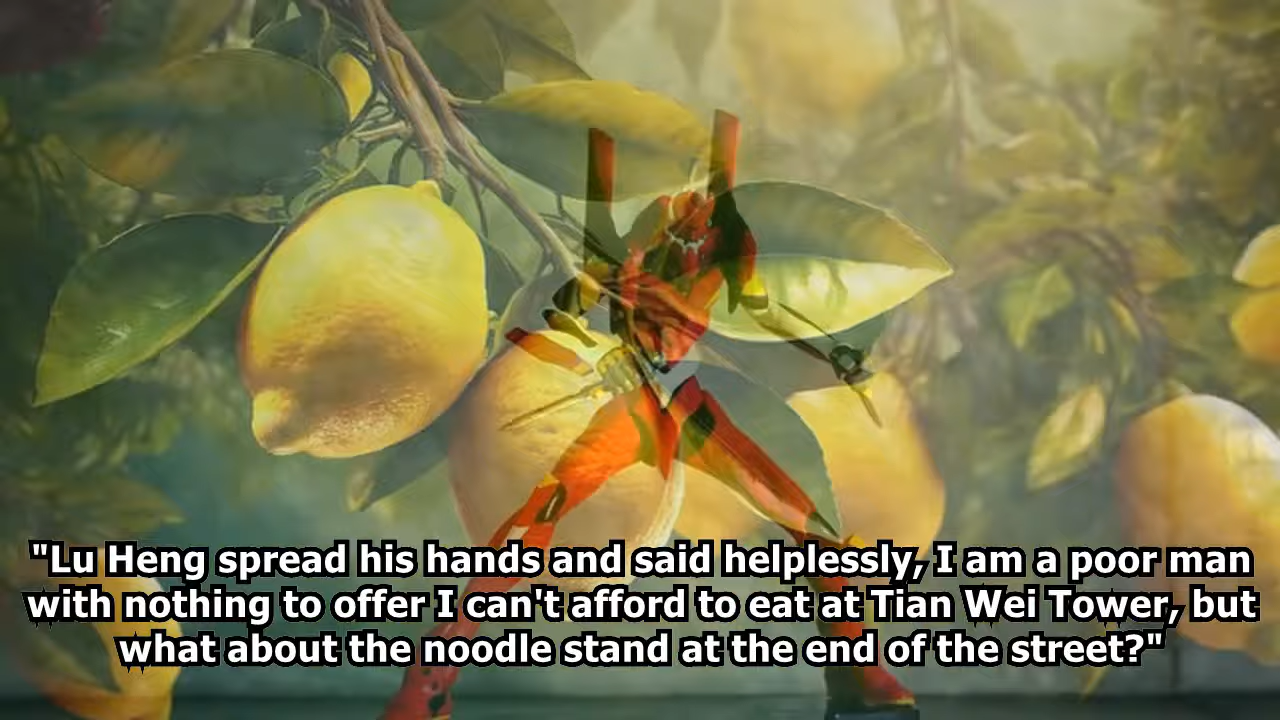 "Lu Heng spread his hands and said helplessly, I am a poor man
with nothing to offer I can't afford to eat at Tian Wei Tower, but
what about the noodle stand at the end of the street?"